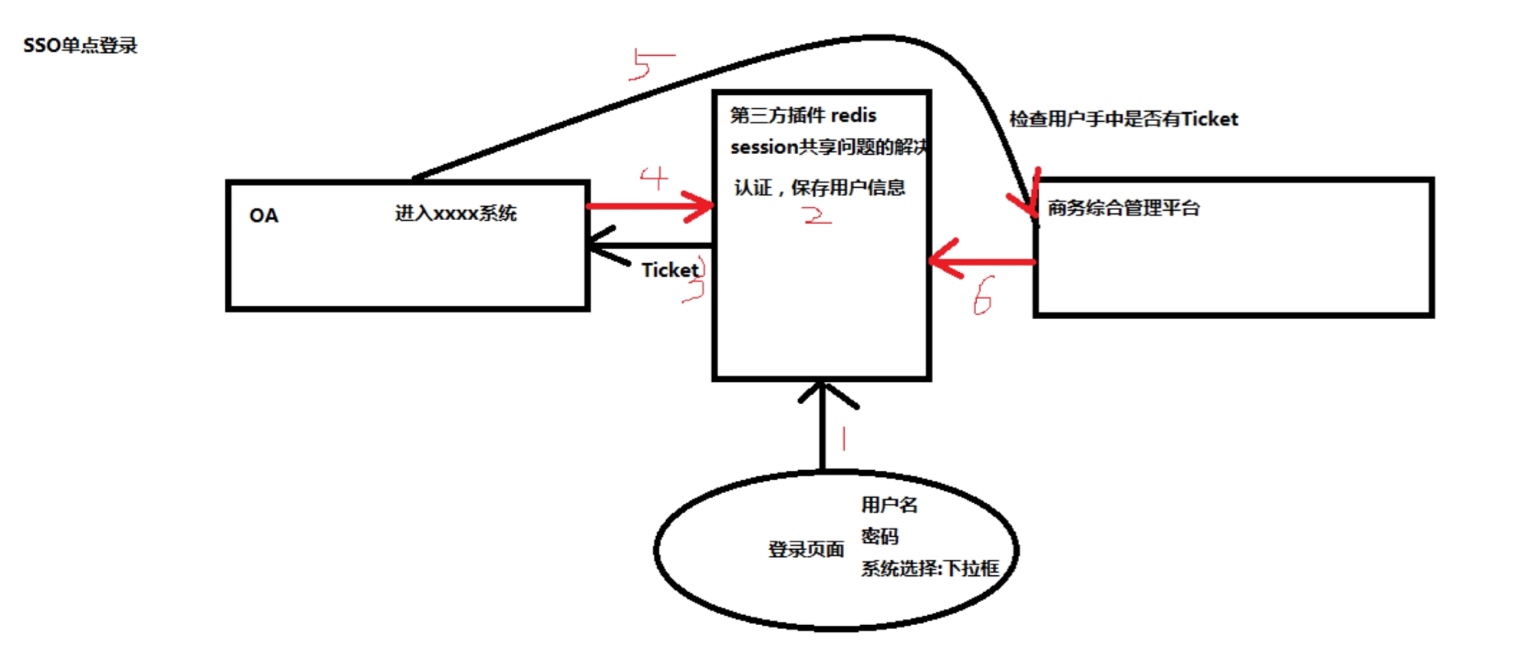 SSO单点登录
5
第三方插件 redis
session共享问题的解决
检查用户手中是否有Ticket
4
认证，保存用户信息
OA
进入xxxx系统
2
商务综合管理平台
Ticket
3
6
1
用户名
密码
登录页面
系统选择:下拉框